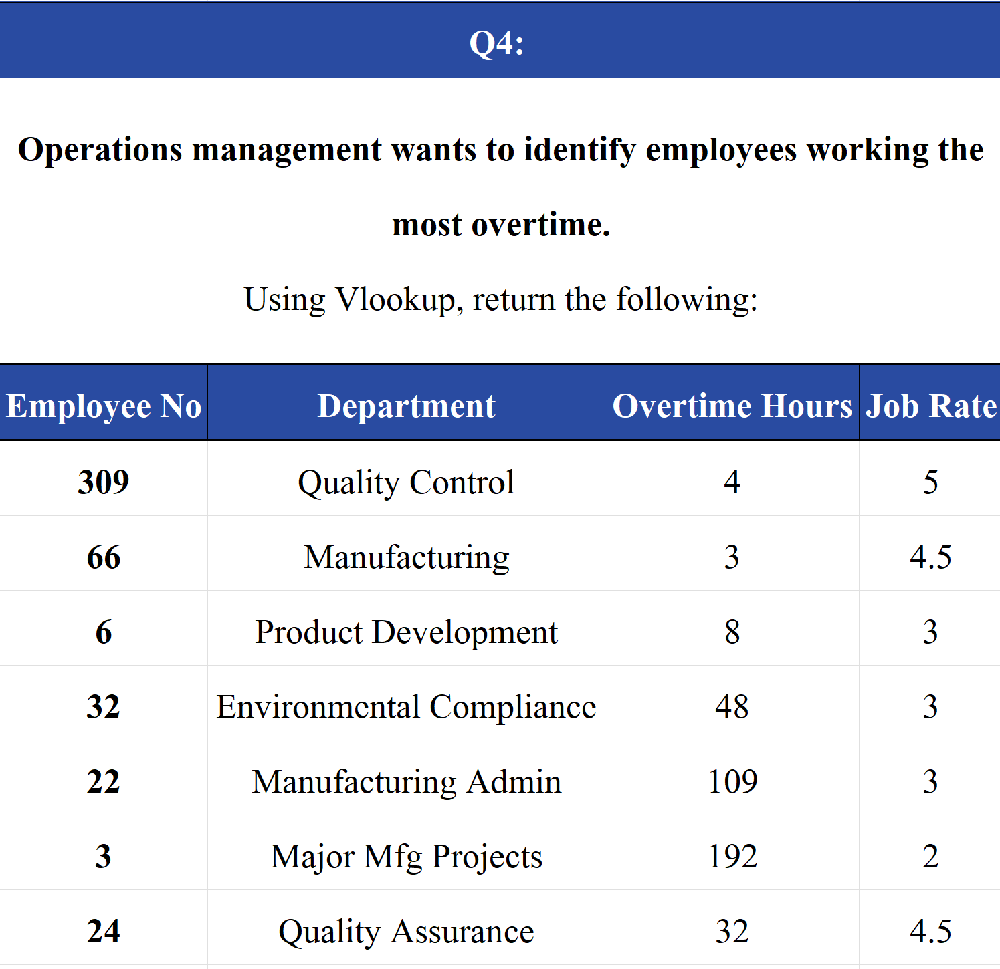 Q4:
Operations management wants to identify employees working the
most overtime.
Using Vlookup, return the following:
Employee No Department Overtime Hours Job Rate
309 Quality Control 4 5
66 Manufacturing 3 4.5
6 Product Development 8 3
32 Environmental Compliance 48 3
22 Manufacturing Admin 109 3
3 Major Mfg Projects 192 2
24 Quality Assurance 32 4.5